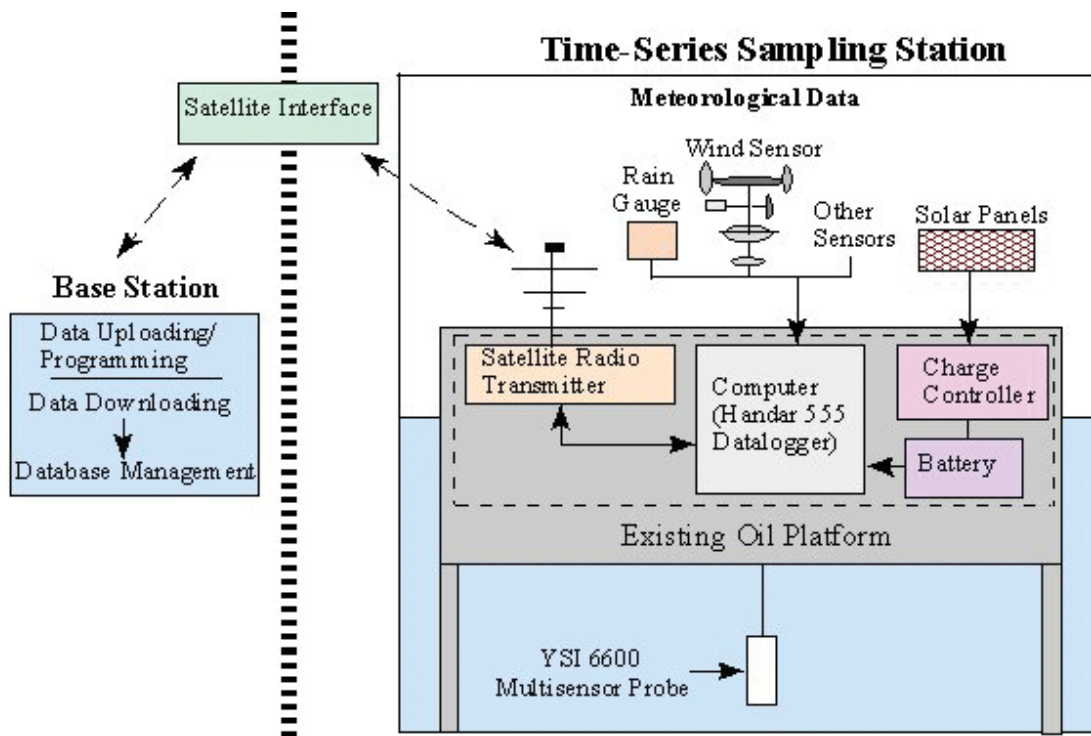 Time-Series Sampling Station
Satellite Interface
Meteorological Data
Wind Sensor
Rain
Gauge
Other
Sensors
Solar Panels
Base Station
Data Uploading/
Programming
Data Downloading
Database Management
Satellite Radio
Transmitter
Computer
(Handar 555
Datalogger)
Charge
Controller
Battery
Existing Oil Platform
YSI 6600
Multisensor Probe